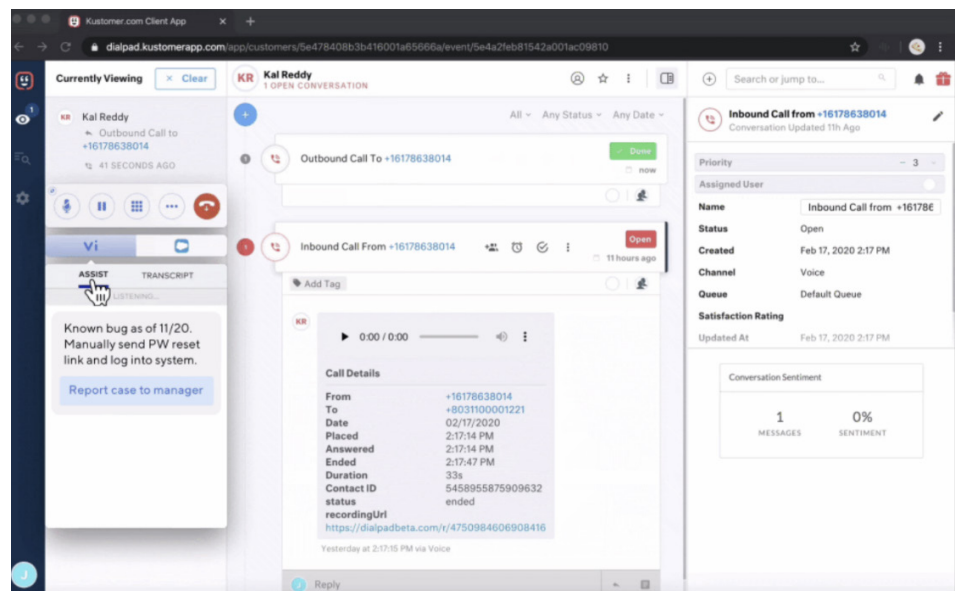 Kustomer.com Client App
dialpad.kustomerapp.com/app/customers/5e478408b3b416001a65666a/event/5e4a2feb81542a001ac09810
Currently Viewing
× Clear
KR
Kal Reddy
1 OPEN CONVERSATION
Search or jump to...
1
KR
Kal Reddy
Outbound Call to
+16178638014
41 SECONDS AGO
Vi
ASSIST
TRANSCRIPT
LISTENING...
Known bug as of 11/20.
Manually send PW reset
link and log into system.
Report case to manager
J
All
Any Status
Any Date
Outbound Call To +16178638014
Done
now
Inbound Call From +16178638014
Open
11 hours ago
Add Tag
KR
0:00 / 0:00
Call Details
From +16178638014
To +8031100001221
Date 02/17/2020
Placed 2:17:14 PM
Answered 2:17:14 PM
Ended 2:17:47 PM
Duration 33s
Contact ID 5458955875909632
status ended
recordingUrl
https://dialpadbeta.com/r/4750984606908416
Yesterday at 2:17:15 PM via Voice
J
Reply
Inbound Call from +16178638014
Conversation Updated 11h Ago
Priority 3
Assigned User
Name Inbound Call from +161786
Status Open
Created Feb 17, 2020 2:17 PM
Channel Voice
Queue Default Queue
Satisfaction Rating
Updated At Feb 17, 2020 2:17 PM
Conversation Sentiment
1 0%
MESSAGES SENTIMENT